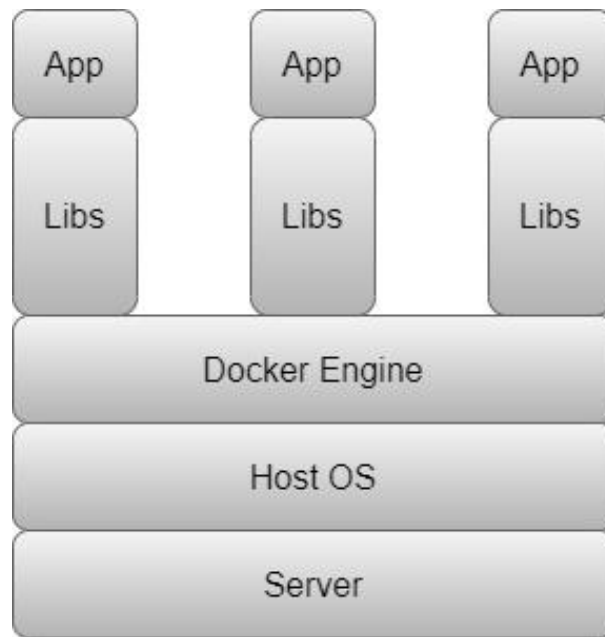 App App App
Libs Libs Libs
Docker Engine
Host OS
Server